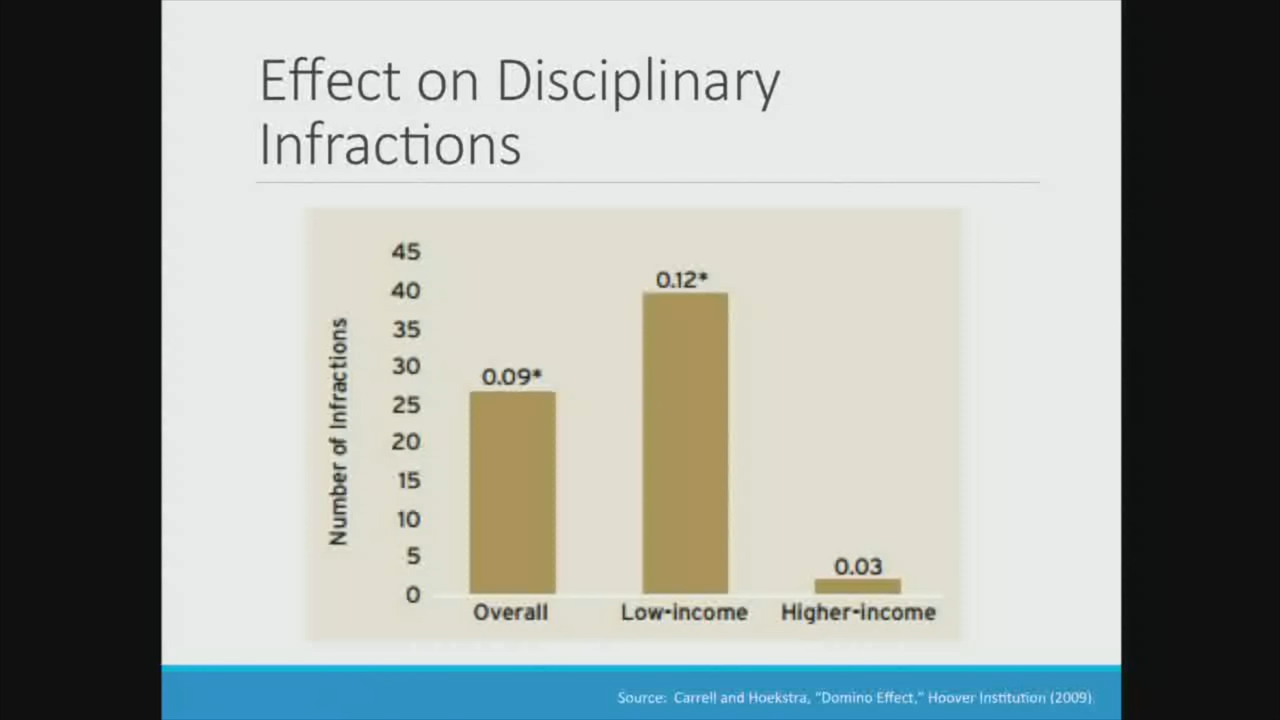 Effect on Disciplinary
Infractions
Number of Infractions
45
40
35
30
25
20
15
10
5
0
0.09*
0.12*
0.03
Overall
Low-income
Higher-income
Source: Carrell and Hoekstra, “Domino Effect,” Hoover Institution (2009)